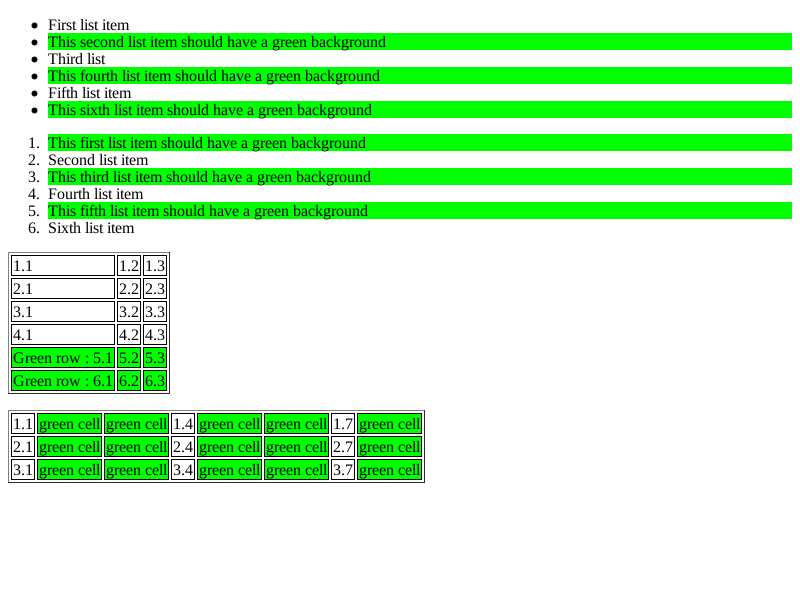 • First list item
• This second list item should have a green background
• Third list
• This fourth list item should have a green background
• Fifth list item
• This sixth list item should have a green background
1. This first list item should have a green background
2. Second list item
3. This third list item should have a green background
4. Fourth list item
5. This fifth list item should have a green background
6. Sixth list item
1.1 1.2 1.3
2.1 2.2 2.3
3.1 3.2 3.3
4.1 4.2 4.3
Green row : 5.1 5.2 5.3
Green row : 6.1 6.2 6.3
1.1 green cell green cell 1.4 green cell green cell 1.7 green cell
2.1 green cell green cell 2.4 green cell green cell 2.7 green cell
3.1 green cell green cell 3.4 green cell green cell 3.7 green cell